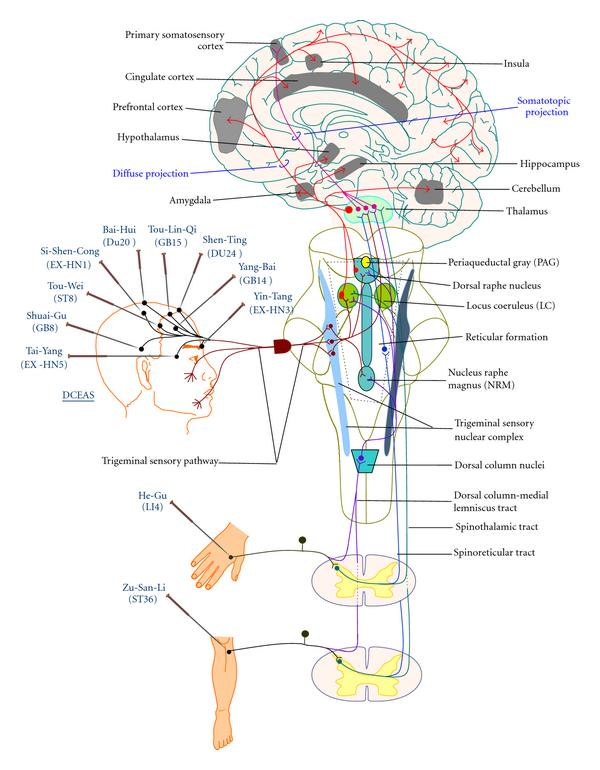 Primary somatosensory
cortex
Cingulate cortex
Prefrontal cortex
Hypothalamus
Diffuse projection
Amygdala
Insula
Somatotopic
projection
Hippocampus
Cerebellum
Thalamus
Bai-Hui
(Du20 )
Tou-Lin-Qi
(GB15 )
Shen-Ting
(DU24 )
Si-Shen-Cong
(EX-HN1)
Yang-Bai
(GB14 )
Tou-Wei
(ST8)
Yin-Tang
(EX-HN3)
Shuai-Gu
(GB8)
Tai-Yang
(EX -HN5)
DCEAS
Periaqueductal gray (PAG)
Dorsal raphe nucleus
Locus coeruleus (LC)
Reticular formation
Nucleus raphe
magnus (NRM)
Trigeminal sensory
nuclear complex
Trigeminal sensory pathway
Dorsal column nuclei
Dorsal column-medial
lemniscus tract
Spinothalamic tract
Spinoreticular tract
He-Gu
(LI4)
Zu-San-Li
(ST36)